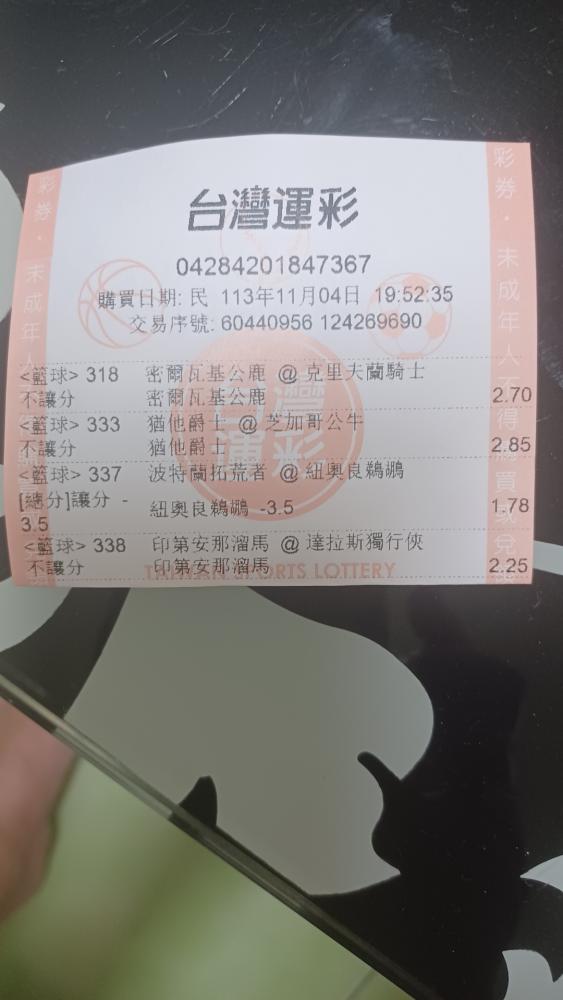 台灣運彩
04284201847367
購買日期: 民 113年11月04日 19:52:35
交易序號: 60440956 124269690
<籃球> 318 密爾瓦基公鹿 @ 克里夫蘭騎士
不讓分 密爾瓦基公鹿 2.70
<籃球> 333 猶他爵士 @ 芝加哥公牛
不讓分 猶他爵士 2.85
<籃球> 337 波特蘭拓荒者 @ 紐奧良鵜鶘
[總分]讓分 -
3.5 紐奧良鵜鶘 -3.5 1.78
<籃球> 338 印第安那溜馬 @ 達拉斯獨行俠
不讓分 印第安那溜馬 2.25
TAIWAN SPORTS LOTTERY
台灣
運彩
彩券·未成年人
彩券·未成年人不得購買或兌